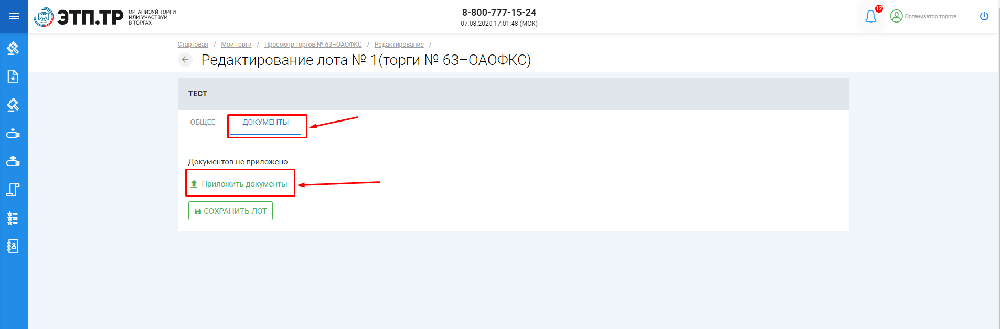 ЭТП.ТР
ОРГАНИЗУЙ ТОРГИ
ИЛИ УЧАСТВУЙ
В ТОРГАХ
8-800-777-15-24
07.08.2020 17:01:48 (МСК)
12
Организатор торгов
Стартовая / Мои торги / Просмотр торгов № 63–ОАОФКС / Редактирование /
Редактирование лота № 1(торги № 63–ОАОФКС)
ТЕСТ
ОБЩЕЕ
ДОКУМЕНТЫ
Документов не приложено
Приложить документы
СОХРАНИТЬ ЛОТ